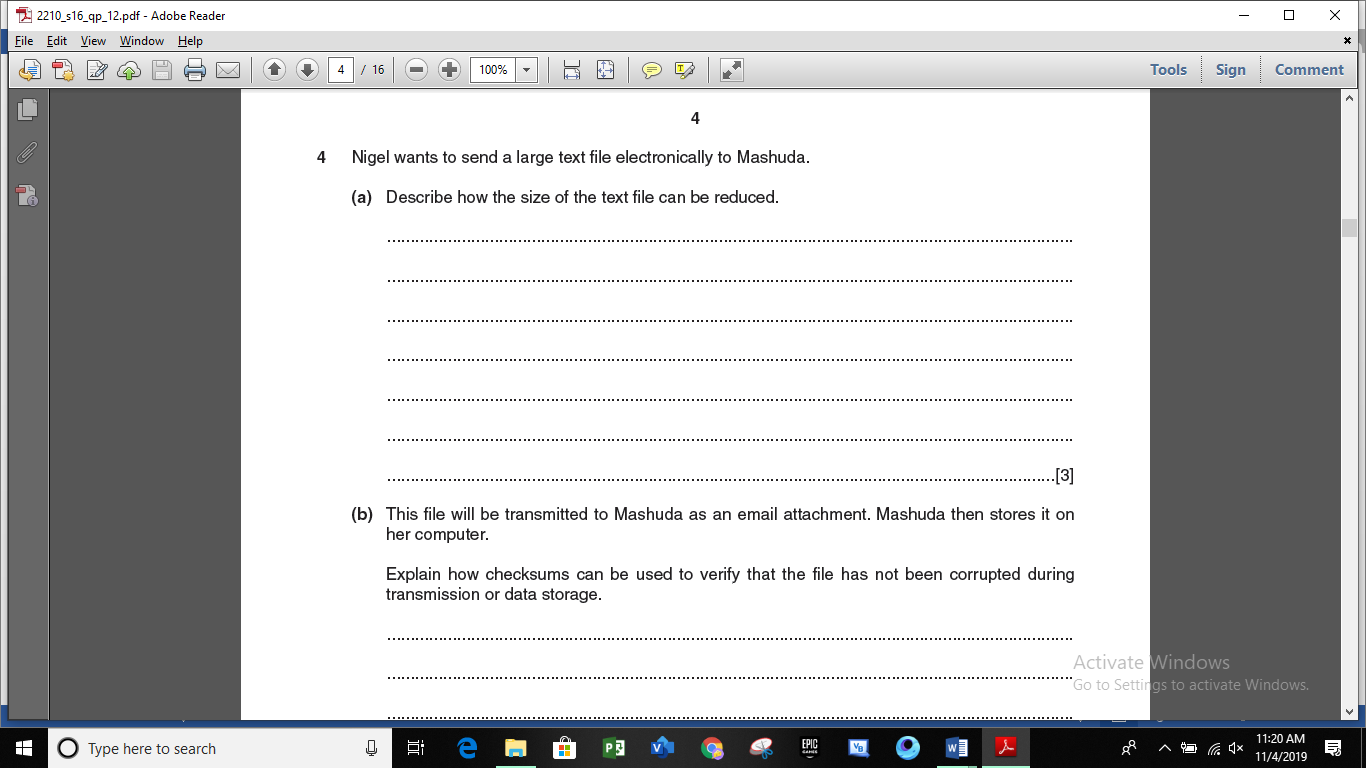 2210_s16_qp_12.pdf - Adobe Reader
File Edit View Window Help
4 / 16 100% Tools Sign Comment
4
4 Nigel wants to send a large text file electronically to Mashuda.
(a) Describe how the size of the text file can be reduced.
..........................................................................................
..........................................................................................
..........................................................................................
..........................................................................................
..........................................................................................
..........................................................................................
..........................................................................................[3]
(b) This file will be transmitted to Mashuda as an email attachment. Mashuda then stores it on
her computer.
Explain how checksums can be used to verify that the file has not been corrupted during
transmission or data storage.
..........................................................................................
..........................................................................................
..........................................................................................
Activate Windows
Go to Settings to activate Windows.
Type here to search
EPIC
GAMES
11:20 AM
11/4/2019